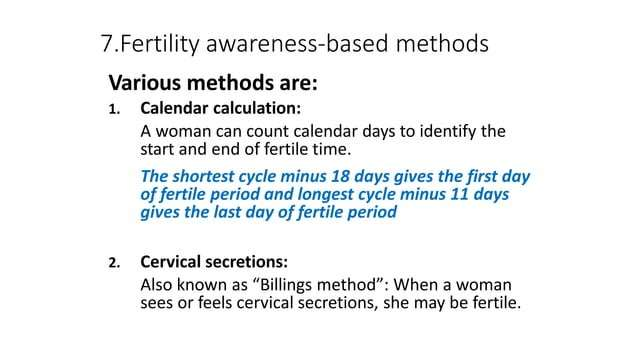 7.Fertility awareness-based methods
Various methods are:
1. Calendar calculation:
A woman can count calendar days to identify the
start and end of fertile time.
The shortest cycle minus 18 days gives the first day
of fertile period and longest cycle minus 11 days
gives the last day of fertile period
2. Cervical secretions:
Also known as “Billings method”: When a woman
sees or feels cervical secretions, she may be fertile.